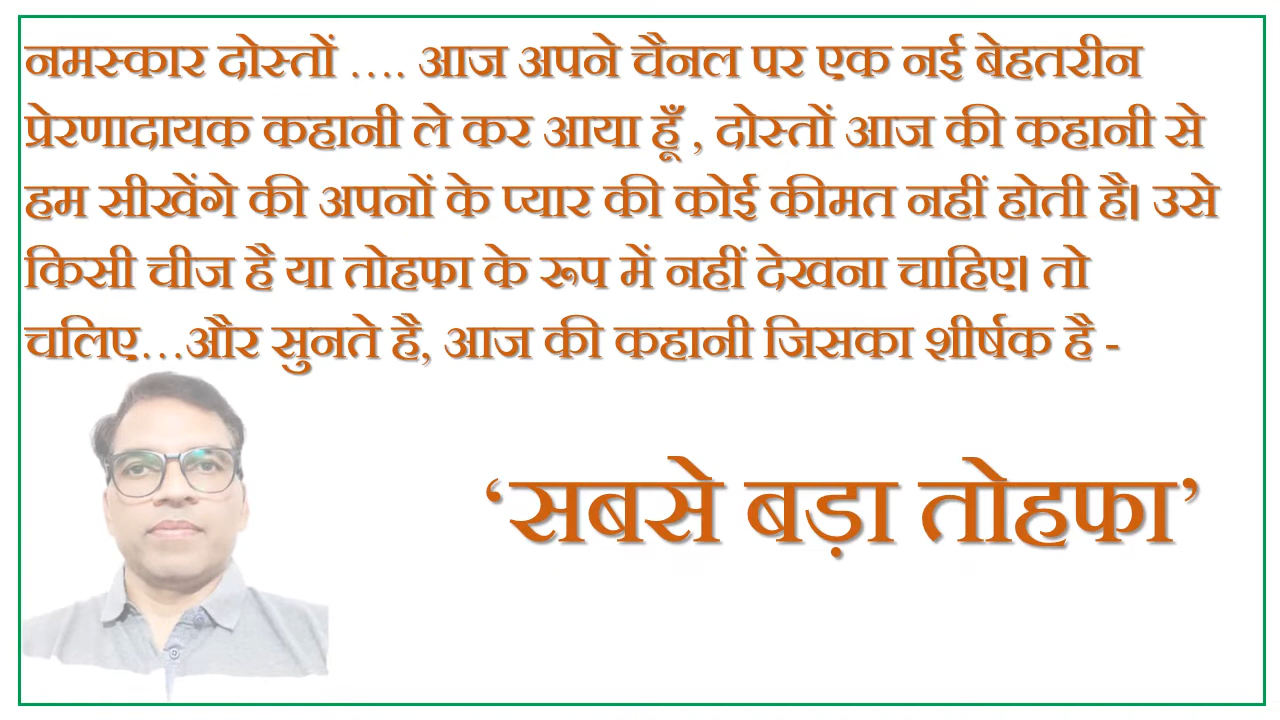 नमस्कार दोस्तों .... आज अपने चैनल पर एक नई बेहतरीन
प्रेरणादायक कहानी ले कर आया हूँ , दोस्तों आज की कहानी से
हम सीखेंगे की अपनों के प्यार की कोई कीमत नहीं होती है। उसे
किसी चीज है या तोहफा के रूप में नहीं देखना चाहिए। तो
चलिए...और सुनते है, आज की कहानी जिसका शीर्षक है -
‘सबसे बड़ा तोहफा’